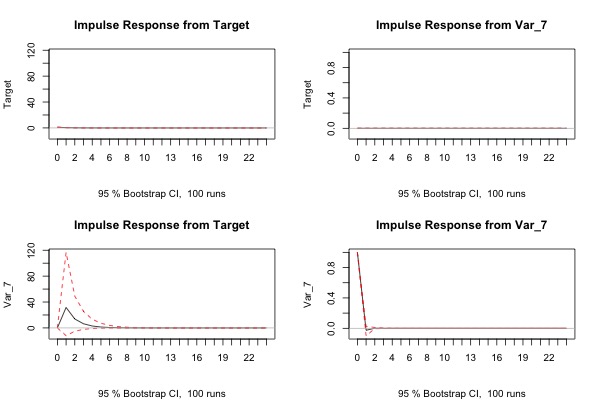 Impulse Response from Target
Impulse Response from Var_7
Target
0 40 80 120
0 2 4 6 8 10 13 16 19 22
95 % Bootstrap CI, 100 runs
Target
0.0 0.4 0.8
0 2 4 6 8 10 13 16 19 22
95 % Bootstrap CI, 100 runs
Impulse Response from Target
Impulse Response from Var_7
Var_7
0 40 80 120
0 2 4 6 8 10 13 16 19 22
95 % Bootstrap CI, 100 runs
Var_7
0.0 0.4 0.8
0 2 4 6 8 10 13 16 19 22
95 % Bootstrap CI, 100 runs